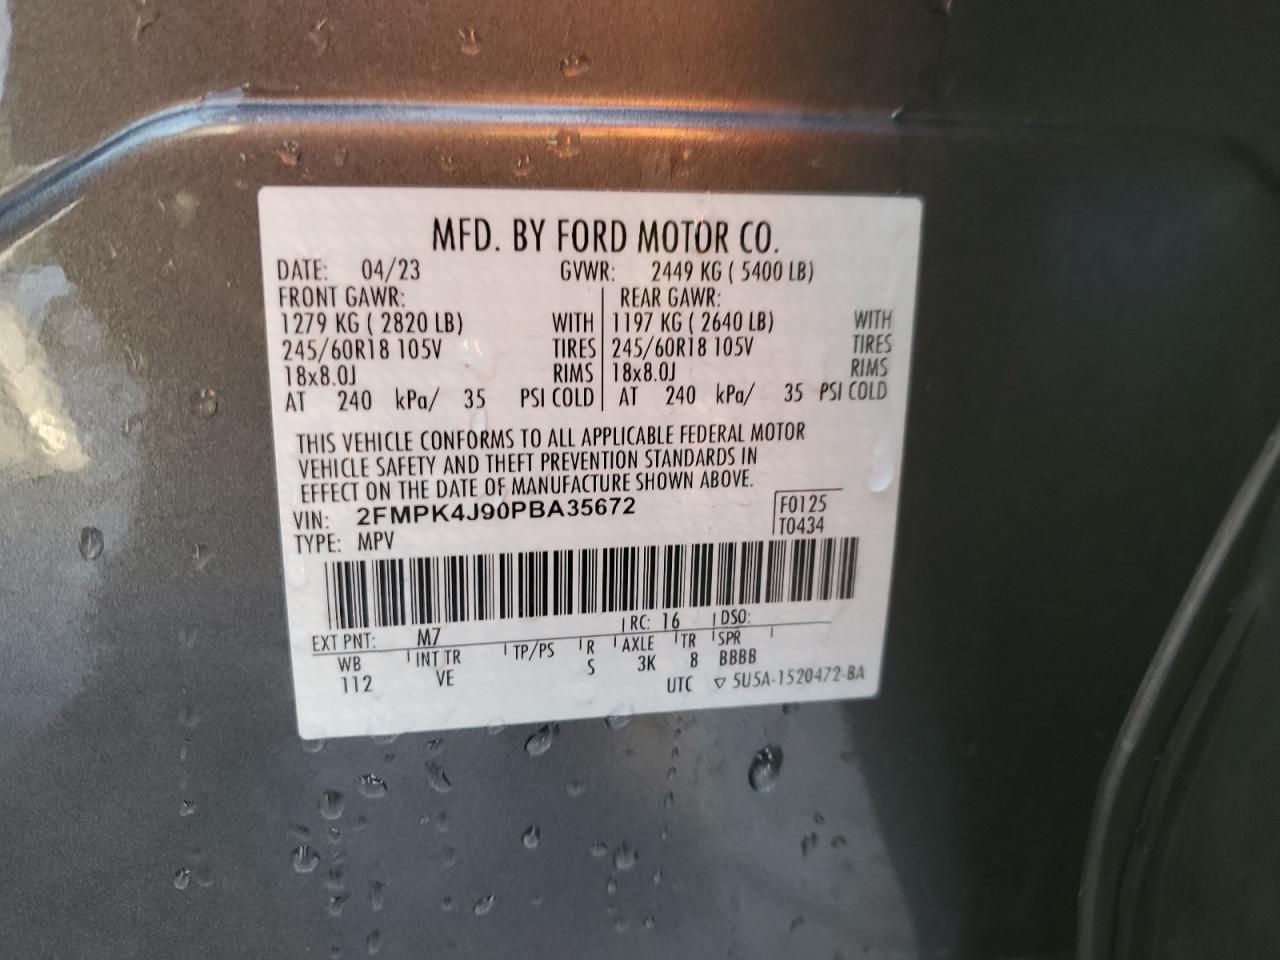 MFD. BY FORD MOTOR CO.
DATE: 04/23 GVWR: 2449 KG ( 5400 LB)
FRONT GAWR: REAR GAWR:
1279 KG ( 2820 LB) WITH 1197 KG ( 2640 LB) WITH
245/60R18 105V TIRES 245/60R18 105V TIRES
18x8.0J RIMS 18x8.0J RIMS
AT 240 kPa/ 35 PSI COLD AT 240 kPa/ 35 PSI COLD
THIS VEHICLE CONFORMS TO ALL APPLICABLE FEDERAL MOTOR
VEHICLE SAFETY AND THEFT PREVENTION STANDARDS IN
EFFECT ON THE DATE OF MANUFACTURE SHOWN ABOVE.
VIN: 2FMPK4J90PBA35672 F0125
TYPE: MPV T0434
EXT PNT: M7 RC: 16 DSO:
WB INT TR TP/PS R AXLE TR SPR
112 VE S 3K 8 BBBB
UTC ▽ 5U5A-1520472-BA